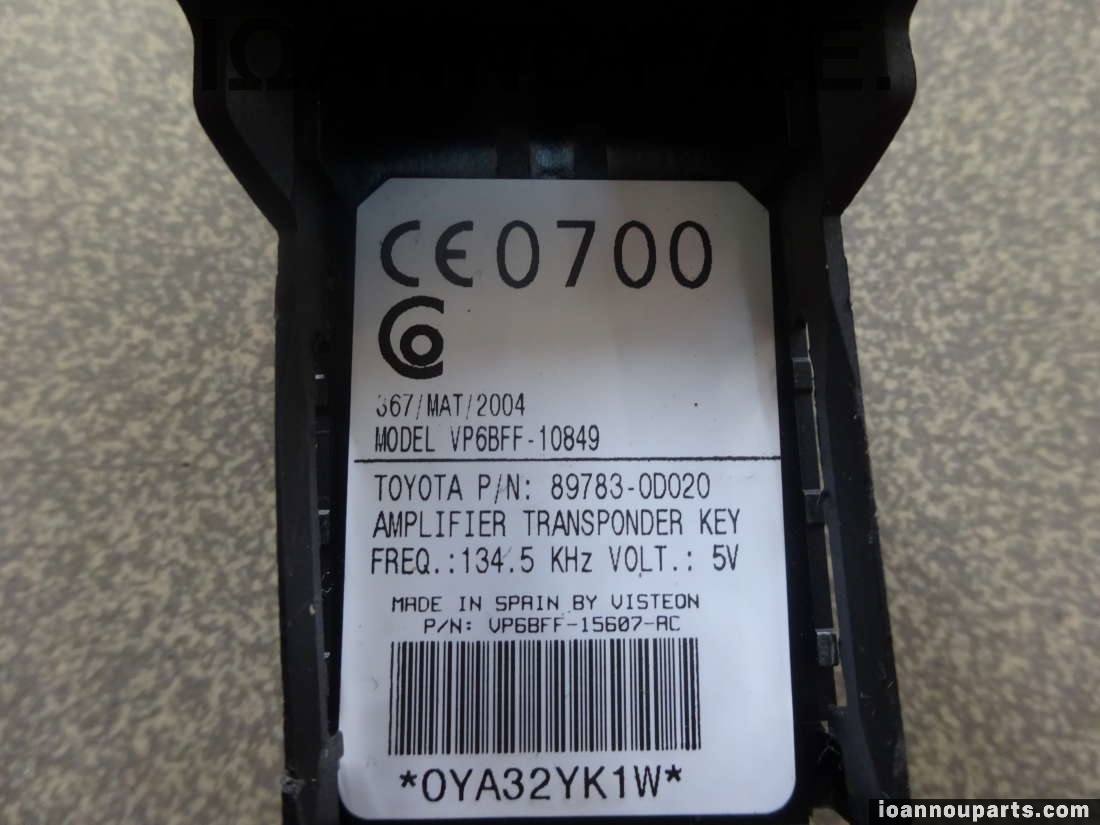 ΙΩΑΝΝΟΥ Α.Ε.
CE0700
367/MAT/2004
MODEL VP6BFF-10849
TOYOTA P/N: 89783-0D020
AMPLIFIER TRANSPONDER KEY
FREQ.:134.5 KHz VOLT.: 5V
MADE IN SPAIN BY VISTEON
P/N: VP6BFF-15607-AC
*0YA32YK1W*
ioannouparts.com